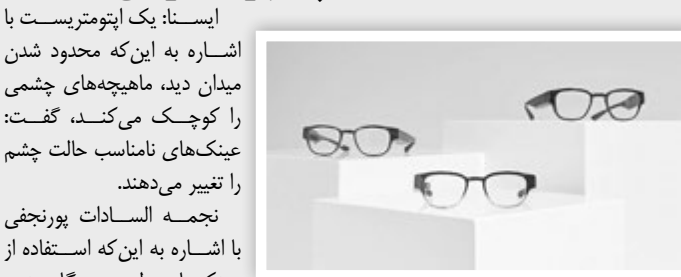 ایسنا: یک اپتومتریست با
اشاره به این‌که محدود شدن
میدان دید، ماهیچه‌های چشمی
را کوچک می‌کند، گفت:
عینک‌های نامناسب حالت چشم
را تغییر می‌دهند.
نجمه السادات پورنجفی
با اشاره به این‌که استفاده از